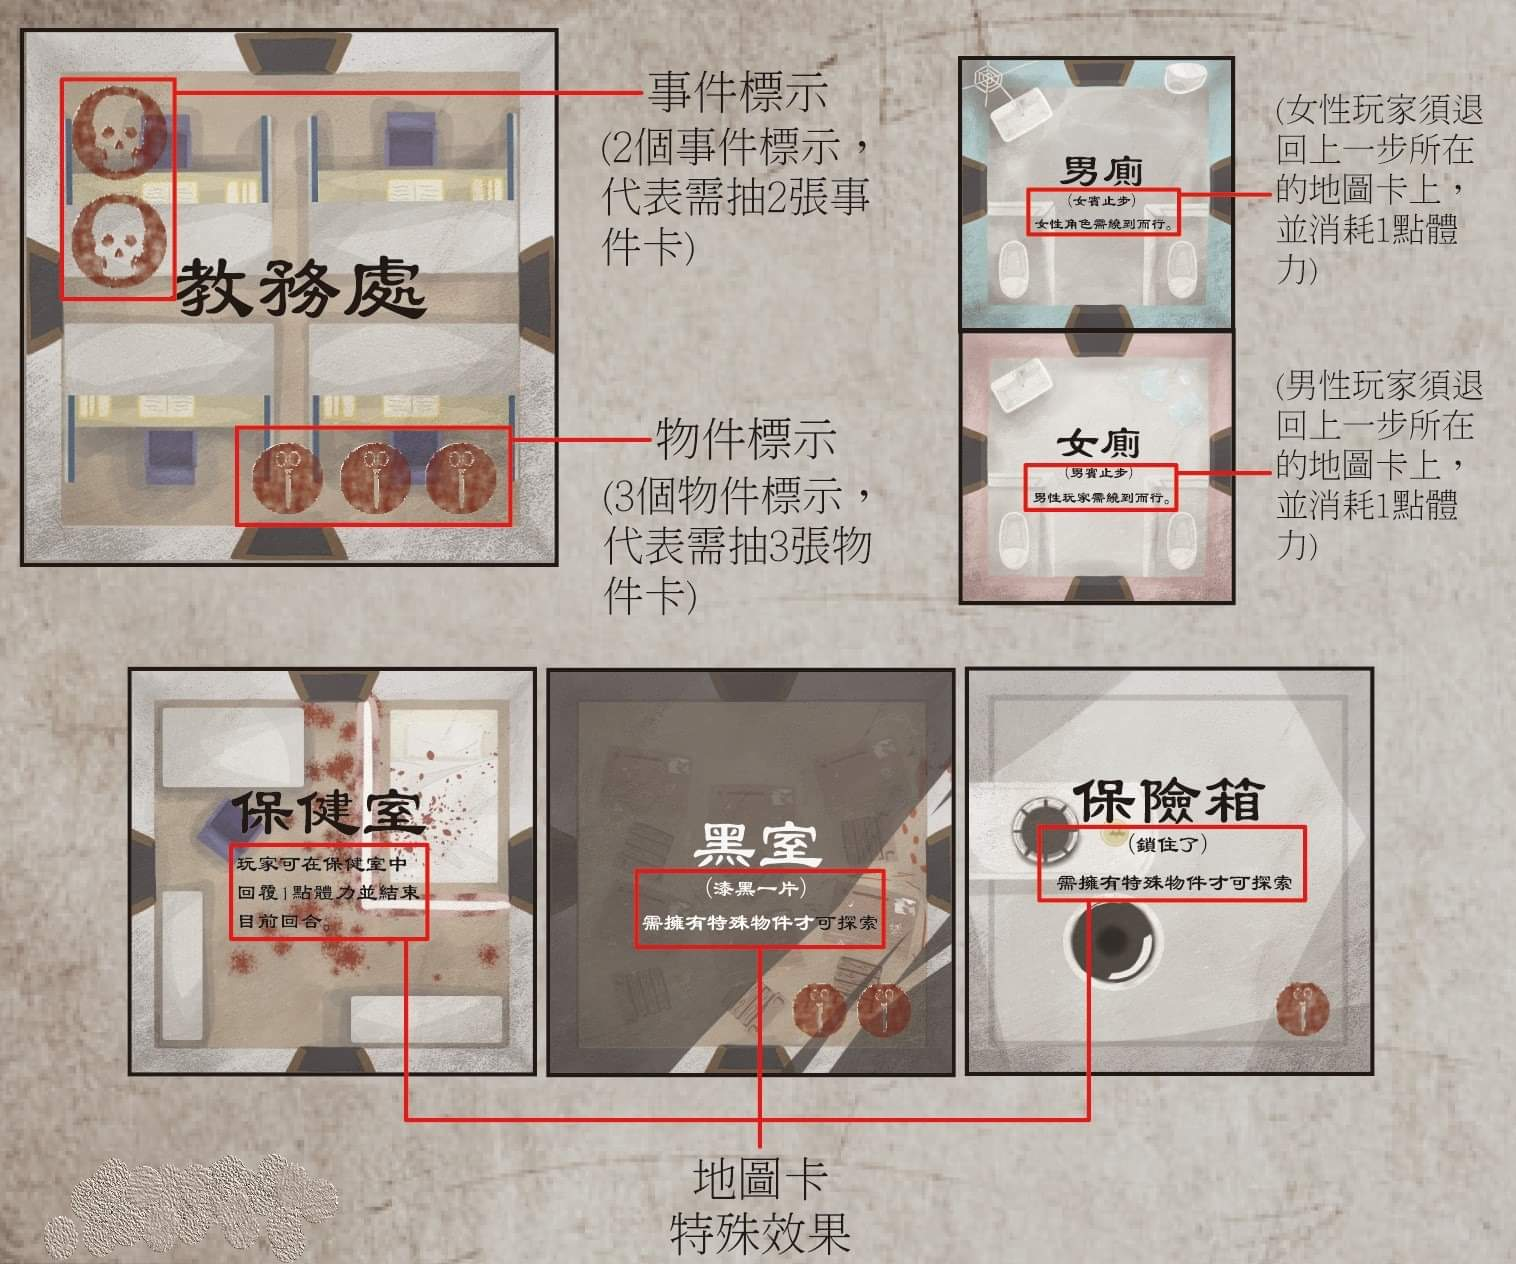 教務處
事件標示
(2個事件標示，
代表需抽2張事
件卡)
物件標示
(3個物件標示，
代表需抽3張物
件卡)
男廁
(女賓止步)
女性角色需繞到而行。
(女性玩家須退
回上一步所在
的地圖卡上，
並消耗1點體
力)
女廁
(男賓止步)
男性玩家需繞到而行。
(男性玩家須退
回上一步所在
的地圖卡上，
並消耗1點體
力)
保健室
玩家可在保健室中
回覆1點體力並結束
目前回合。
黑室
(漆黑一片)
需擁有特殊物件才可探索
保險箱
(鎖住了)
需擁有特殊物件才可探索
地圖卡
特殊效果